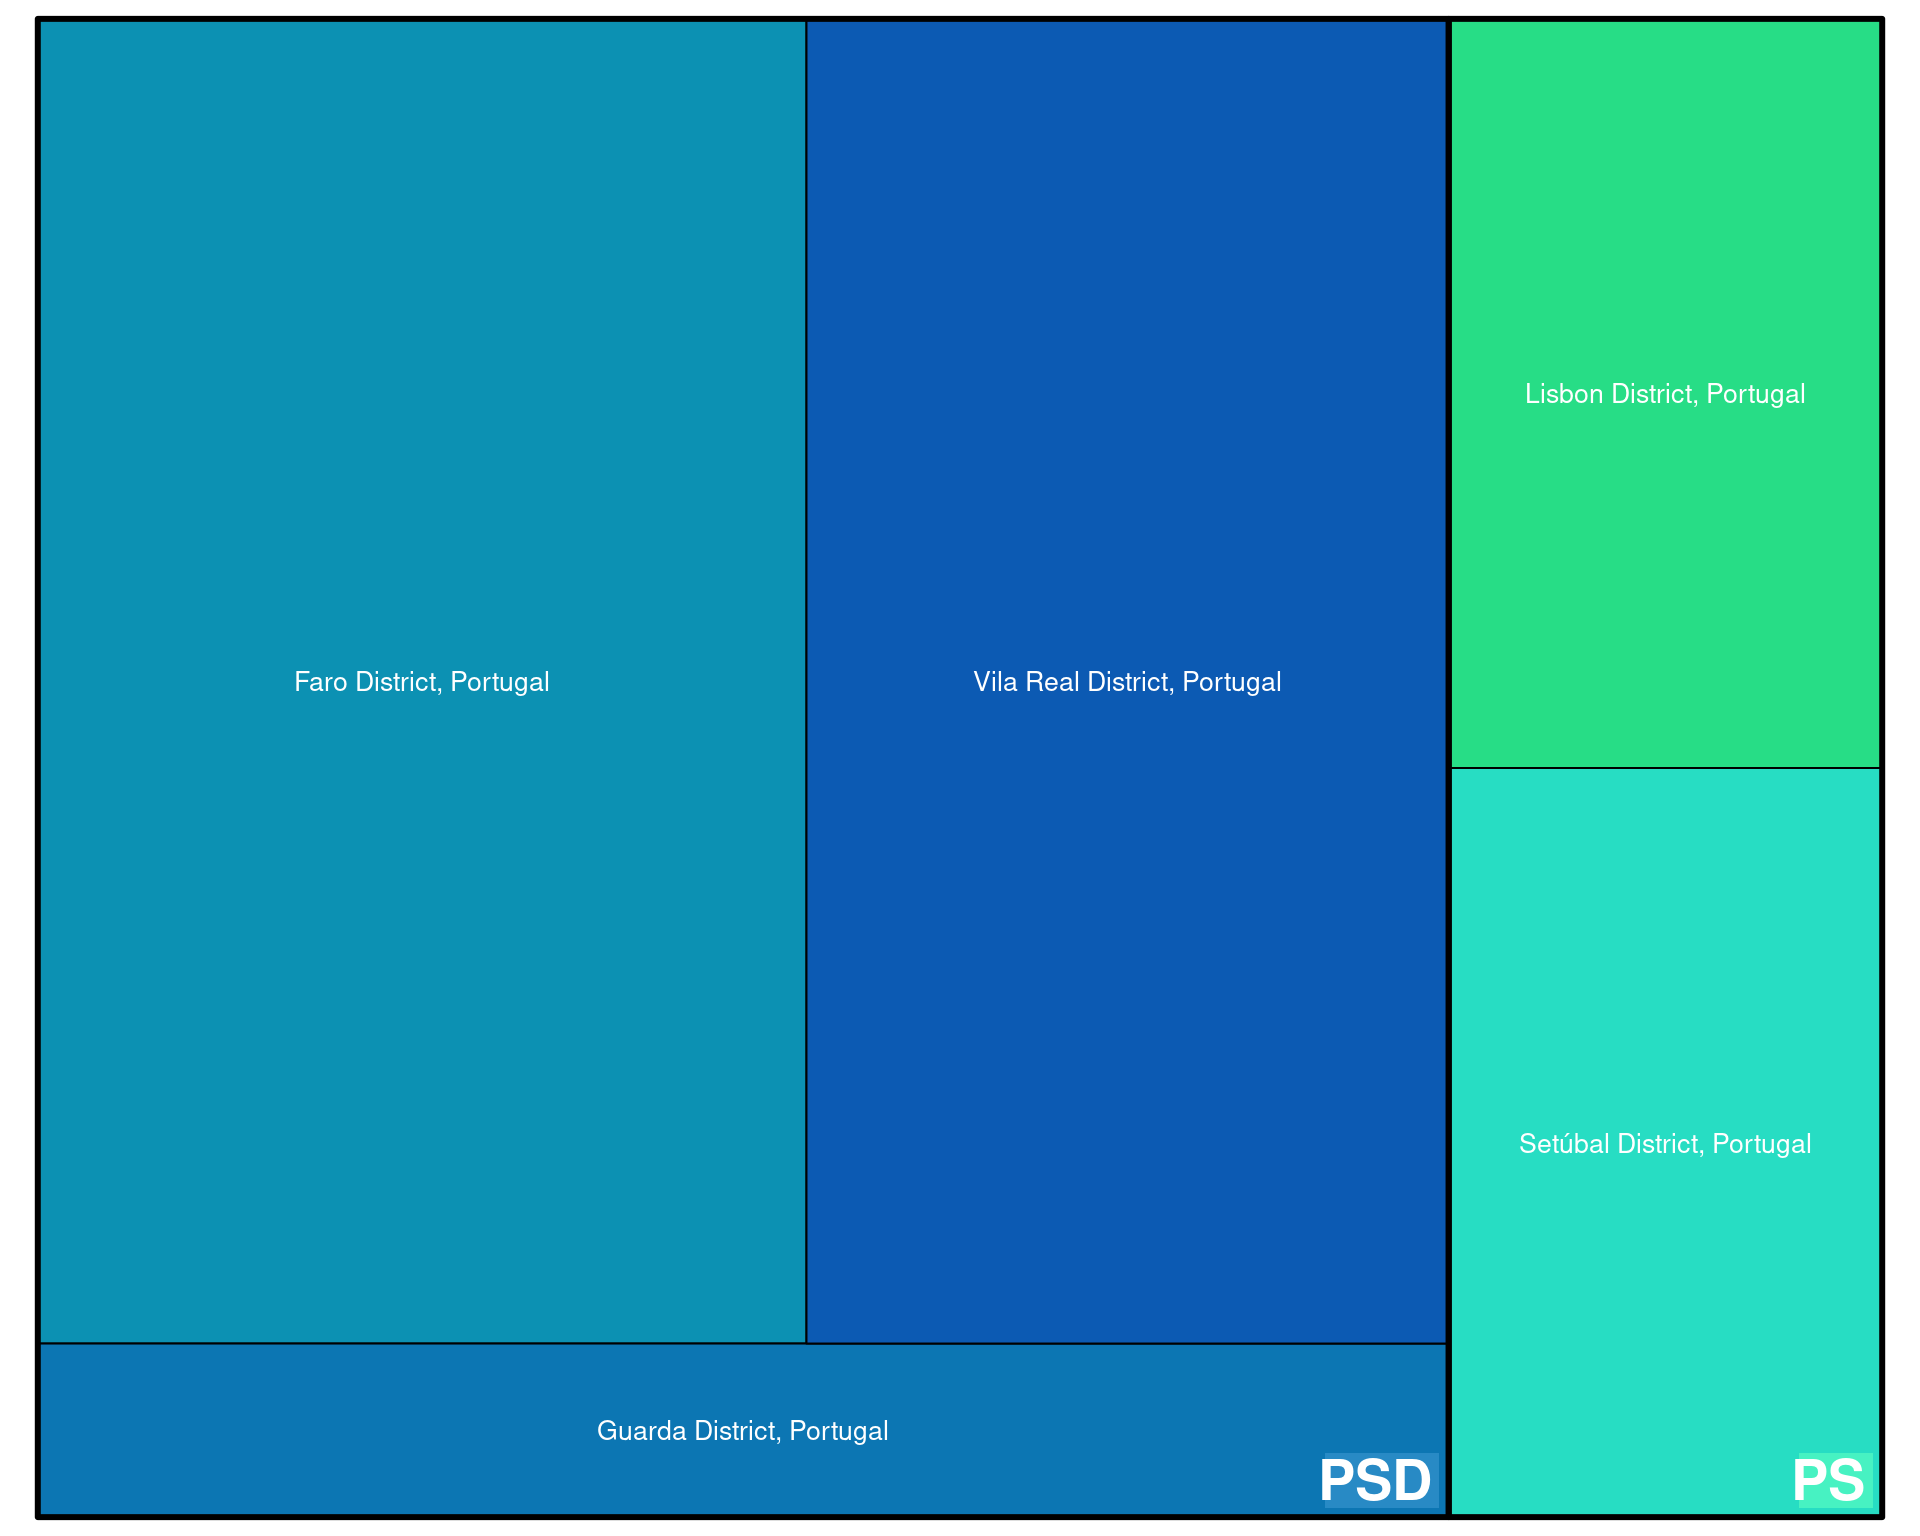 Faro District, Portugal
Vila Real District, Portugal
Guarda District, Portugal
PSD
Lisbon District, Portugal
Setúbal District, Portugal
PS